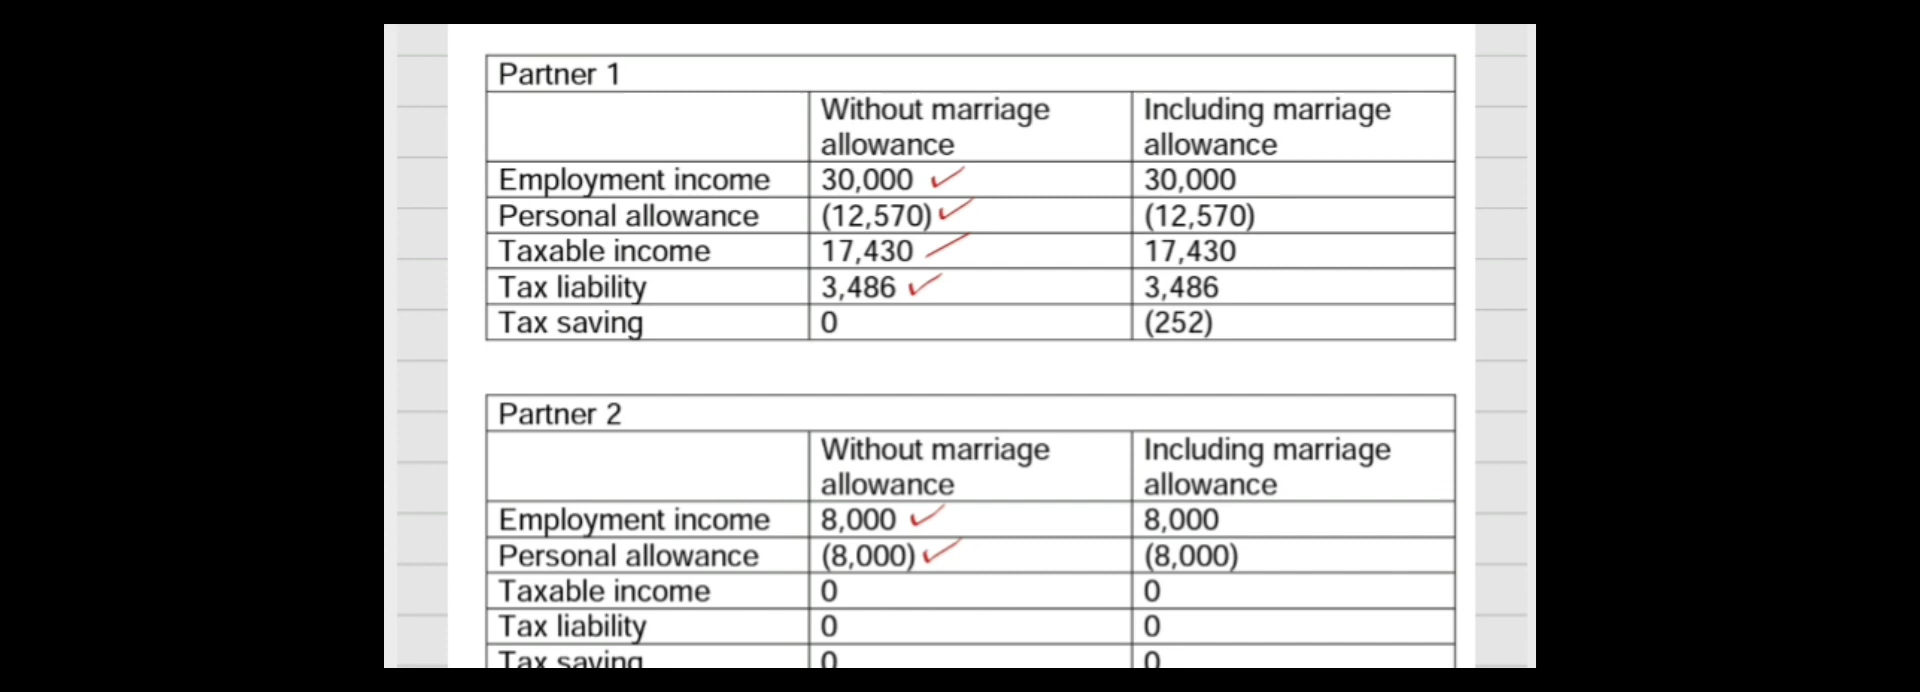 Partner 1
Without marriage allowance Including marriage allowance
Employment income 30,000 30,000
Personal allowance (12,570) (12,570)
Taxable income 17,430 17,430
Tax liability 3,486 3,486
Tax saving 0 (252)
Partner 2
Without marriage allowance Including marriage allowance
Employment income 8,000 8,000
Personal allowance (8,000) (8,000)
Taxable income 0 0
Tax liability 0 0
Tax saving 0 0